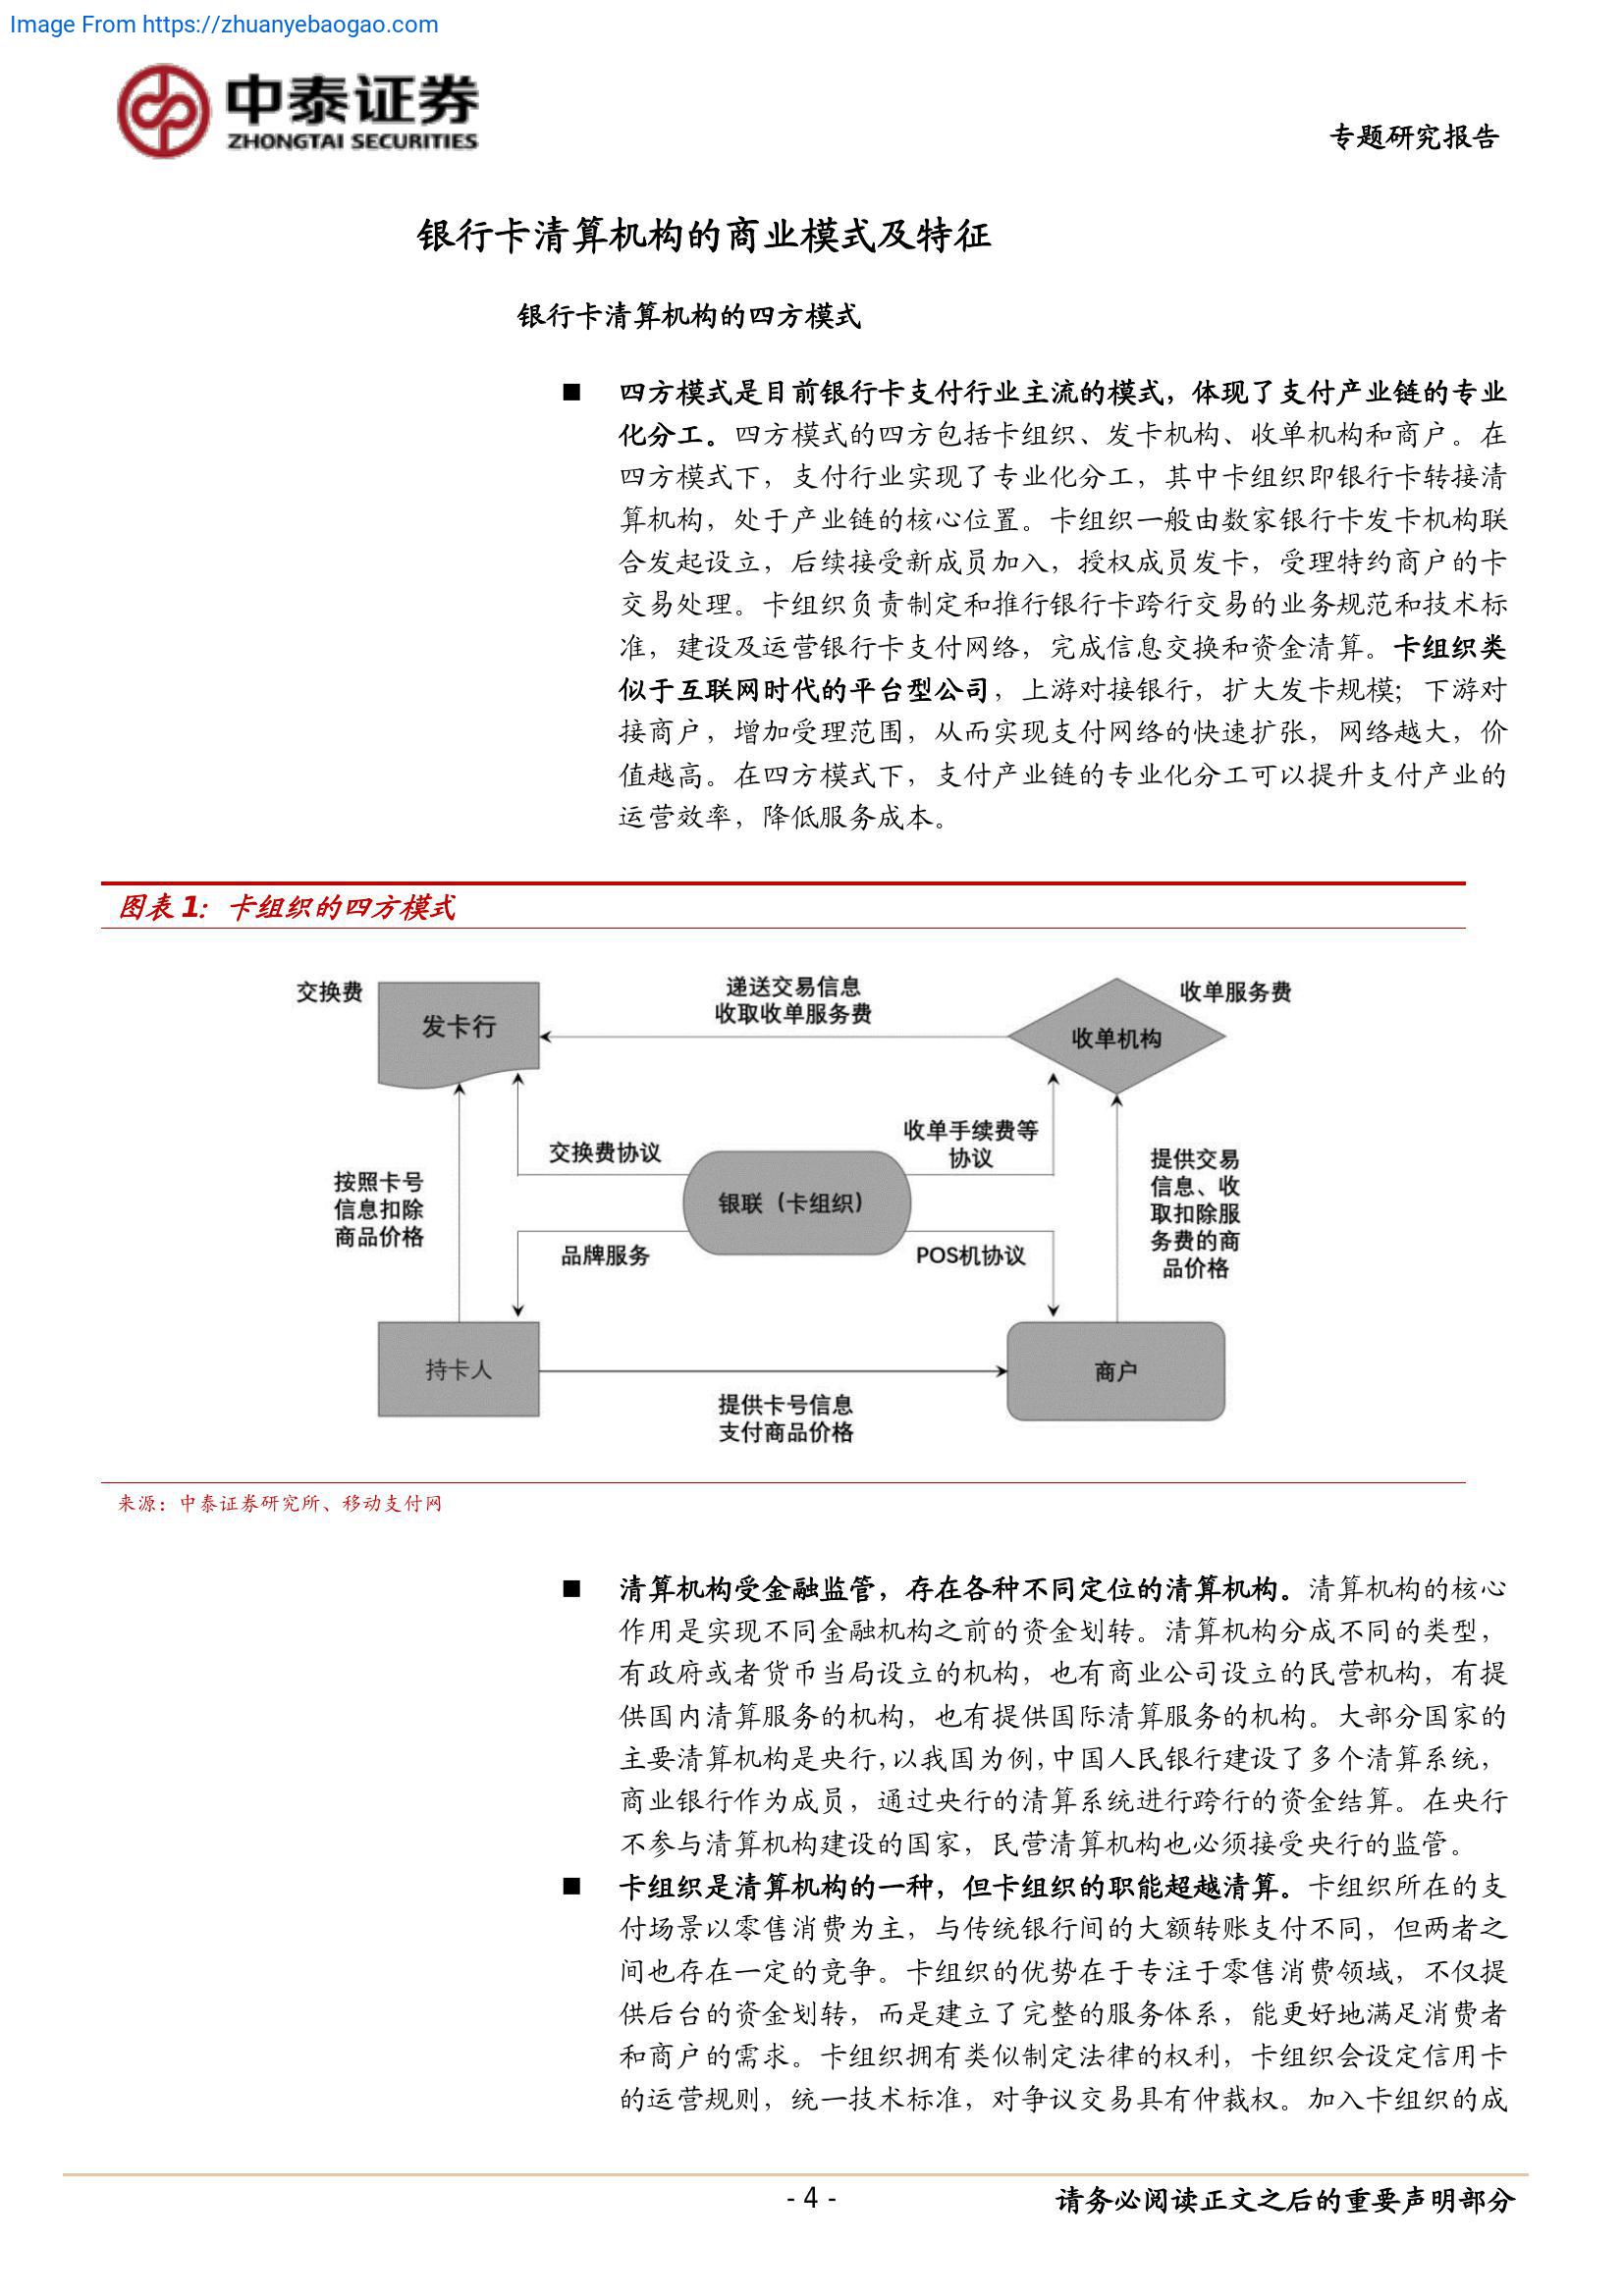 Image From https://zhuanyebaogao.com
中泰证券
ZHONGTAI SECURITIES
专题研究报告
银行卡清算机构的商业模式及特征
银行卡清算机构的四方模式
■ 四方模式是目前银行卡支付行业主流的模式，体现了支付产业链的专业
化分工。四方模式的四方包括卡组织、发卡机构、收单机构和商户。在
四方模式下，支付行业实现了专业化分工，其中卡组织即银行卡转接清
算机构，处于产业链的核心位置。卡组织一般由数家银行卡发卡机构联
合发起设立，后续接受新成员加入，授权成员发卡，受理特约商户的卡
交易处理。卡组织负责制定和推行银行卡跨行交易的业务规范和技术标
准，建设及运营银行卡支付网络，完成信息交换和资金清算。卡组织类
似于互联网时代的平台型公司，上游对接银行，扩大发卡规模；下游对
接商户，增加受理范围，从而实现支付网络的快速扩张，网络越大，价
值越高。在四方模式下，支付产业链的专业化分工可以提升支付产业的
运营效率，降低服务成本。
图表 1：卡组织的四方模式
交换费
发卡行
递送交易信息
收取收单服务费
收单机构
收单服务费
交换费协议
收单手续费等
协议
按照卡号
信息扣除
商品价格
银联（卡组织）
提供交易
信息、收
取扣除服
务费的商
品价格
品牌服务
POS机协议
持卡人
商户
提供卡号信息
支付商品价格
来源：中泰证券研究所、移动支付网
■ 清算机构受金融监管，存在各种不同定位的清算机构。清算机构的核心
作用是实现不同金融机构之前的资金划转。清算机构分成不同的类型，
有政府或者货币当局设立的机构，也有商业公司设立的民营机构，有提
供国内清算服务的机构，也有提供国际清算服务的机构。大部分国家的
主要清算机构是央行,以我国为例,中国人民银行建设了多个清算系统，
商业银行作为成员，通过央行的清算系统进行跨行的资金结算。在央行
不参与清算机构建设的国家，民营清算机构也必须接受央行的监管。
■ 卡组织是清算机构的一种，但卡组织的职能超越清算。卡组织所在的支
付场景以零售消费为主，与传统银行间的大额转账支付不同，但两者之
间也存在一定的竞争。卡组织的优势在于专注于零售消费领域，不仅提
供后台的资金划转，而是建立了完整的服务体系，能更好地满足消费者
和商户的需求。卡组织拥有类似制定法律的权利，卡组织会设定信用卡
的运营规则，统一技术标准，对争议交易具有仲裁权。加入卡组织的成
- 4 -
请务必阅读正文之后的重要声明部分